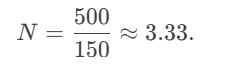 N = 500/150 ≈ 3.33.